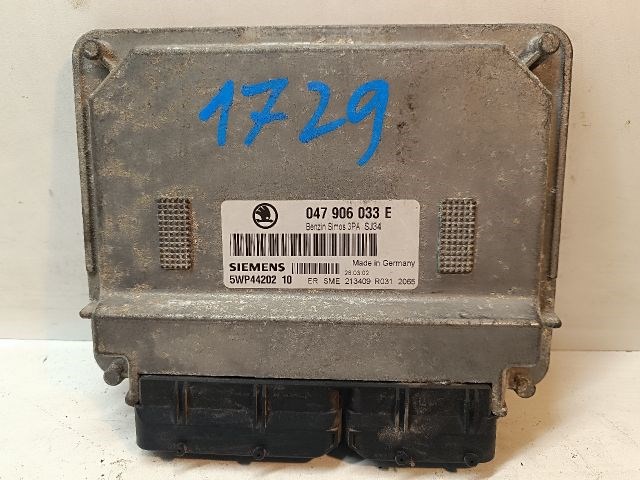 1729
047 906 033 E
Benzin Simos 3PA SJ34
Made in Germany
SIEMENS 26.03.02
5WP44202 10 ER SME 213409 R031 2065